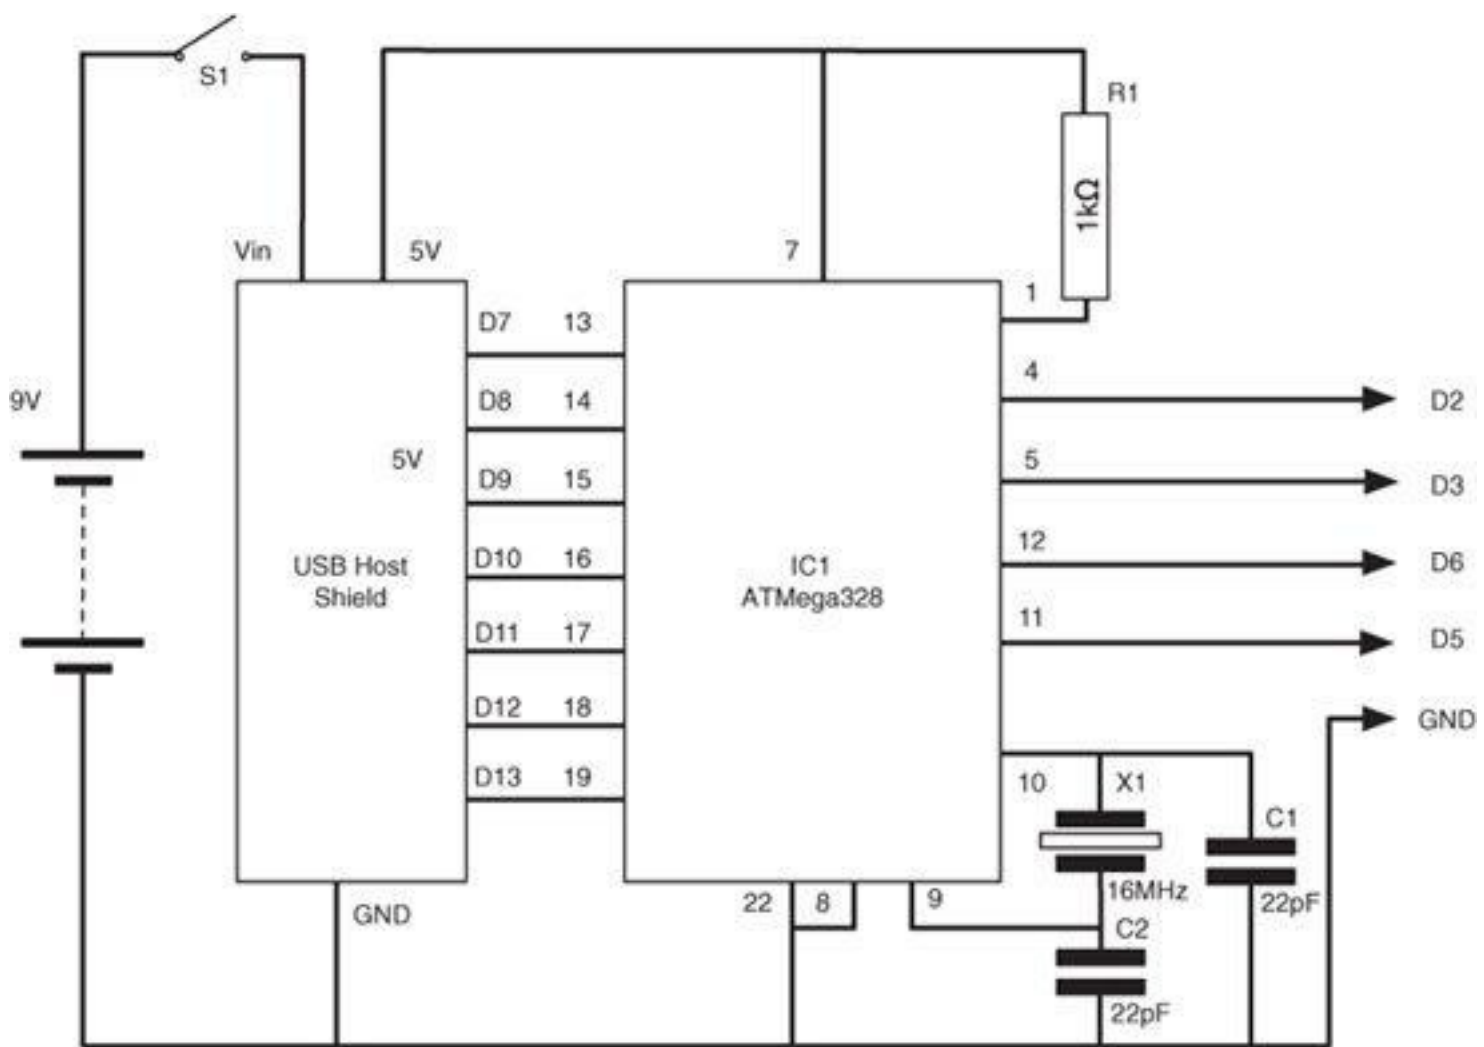 S1
R1
1kΩ
Vin
5V
7
1
D7
13
4
9V
D8
14
D2
5V
5
D9
15
D3
12
USB Host
Shield
D10
16
IC1
ATMega328
D6
11
D11
17
D5
D12
18
GND
D13
19
10
X1
C1
22
8
9
16MHz
22pF
GND
C2
22pF